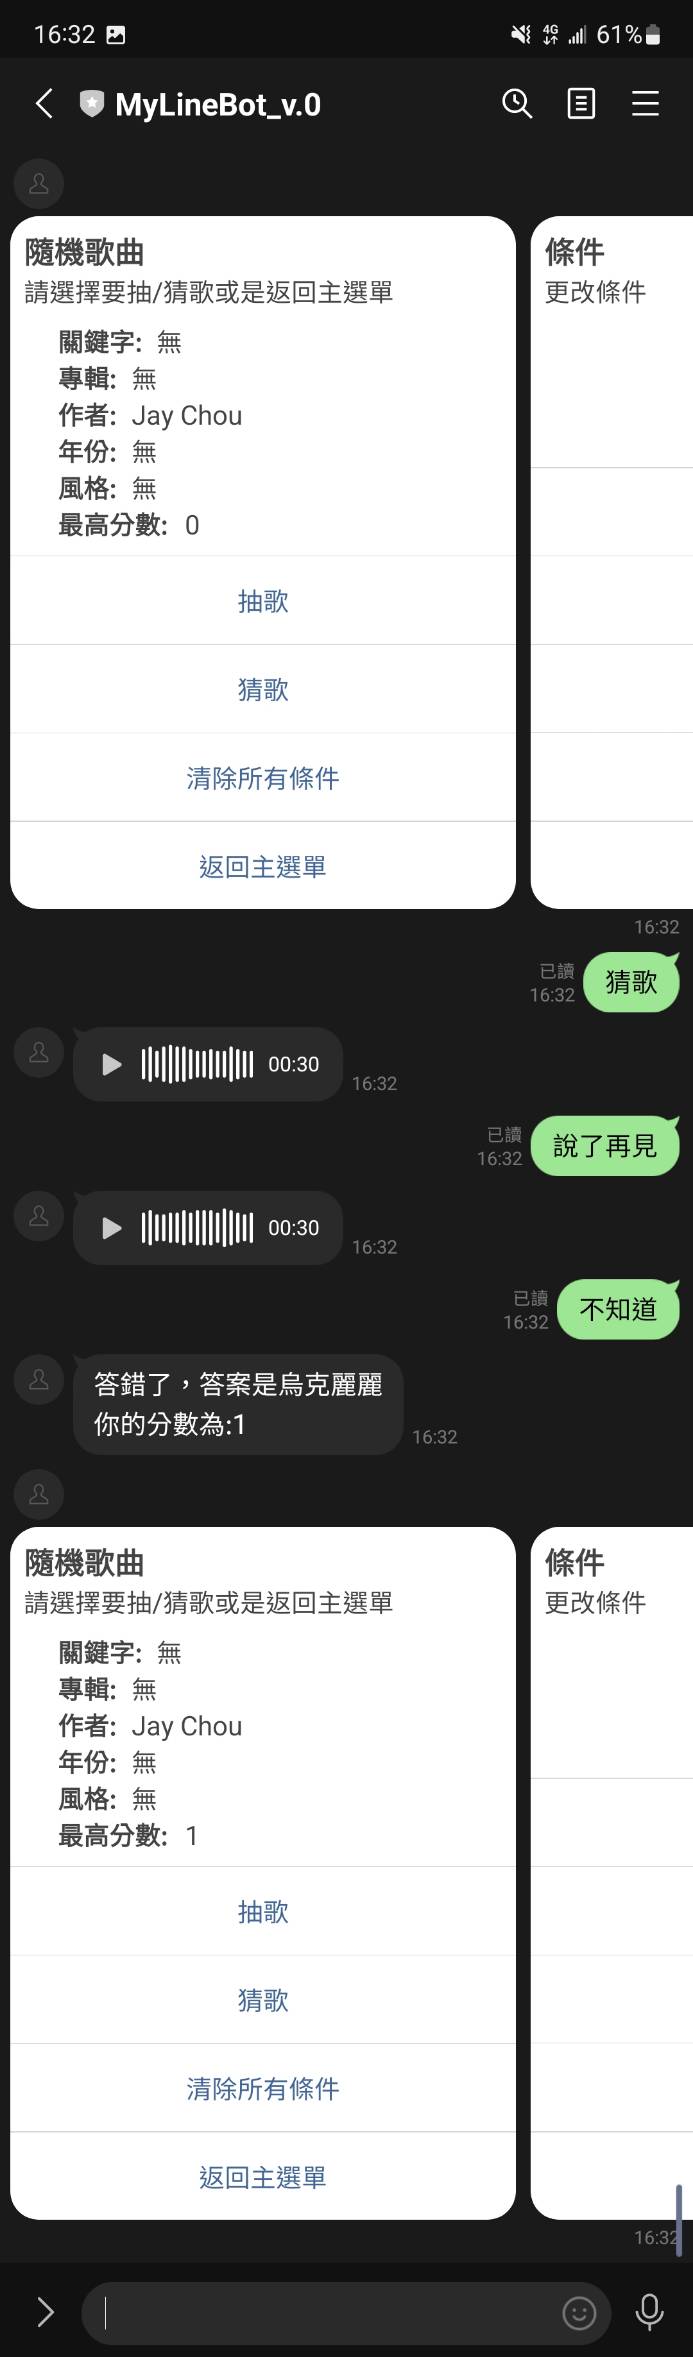 16:32
4G
61%
MyLineBot_v.0
隨機歌曲
請選擇要抽/猜歌或是返回主選單
關鍵字: 無
專輯: 無
作者: Jay Chou
年份: 無
風格: 無
最高分數: 0
抽歌
猜歌
清除所有條件
返回主選單
條件
更改條件
16:32
已讀
16:32
猜歌
00:30
16:32
已讀
16:32
說了再見
00:30
16:32
已讀
16:32
不知道
答錯了，答案是烏克麗麗
你的分數為:1
16:32
隨機歌曲
請選擇要抽/猜歌或是返回主選單
關鍵字: 無
專輯: 無
作者: Jay Chou
年份: 無
風格: 無
最高分數: 1
抽歌
猜歌
清除所有條件
返回主選單
條件
更改條件
16:32